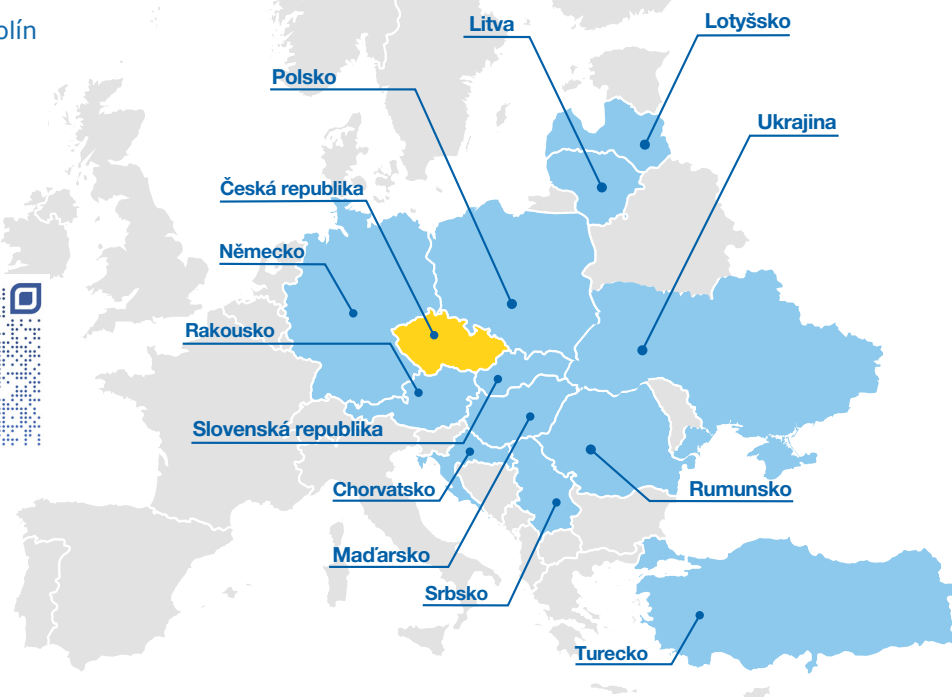 Litva
Lotyšsko
Polsko
Ukrajina
Česká republika
Německo
Rakousko
Slovenská republika
Chorvatsko
Rumunsko
Maďarsko
Srbsko
Turecko